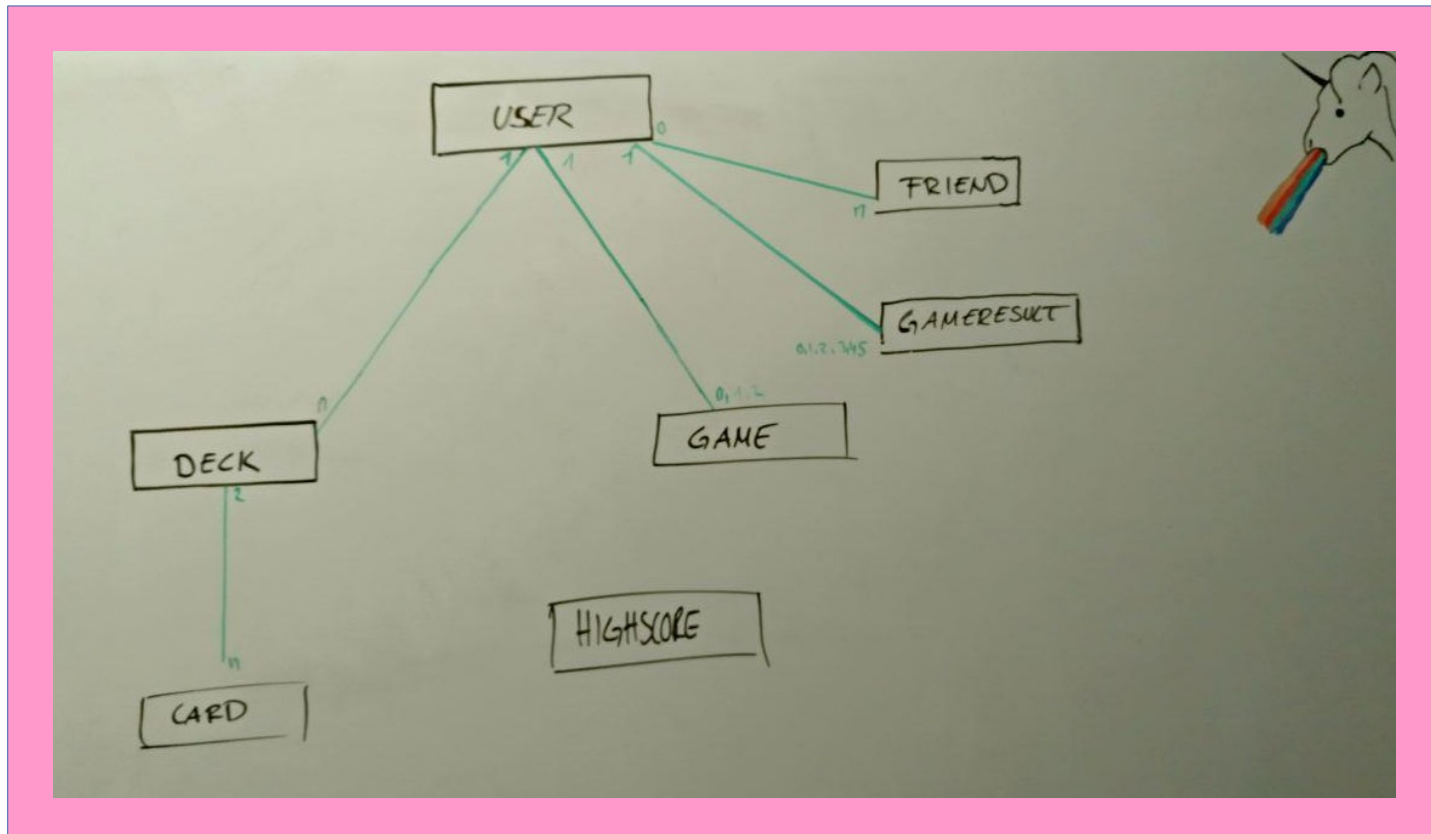 USER
1
1
1
0
FRIEND
n
GAMERESULT
0,1,2,3,4,5
n
0,1,2
DECK
GAME
2
HIGHSCORE
n
CARD